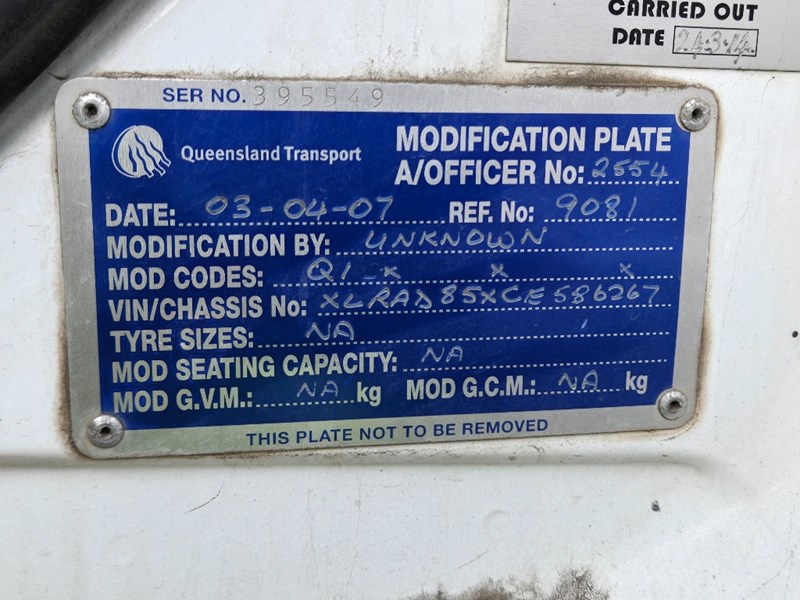 CARRIED OUT
DATE 21·3·14.
SER NO. 395549
Queensland Transport
MODIFICATION PLATE
A/OFFICER No: 2554
DATE: 03-04-07 REF. No: 9081
MODIFICATION BY: UNKNOWN
MOD CODES: Q1 x x x
VIN/CHASSIS No: XLRAD85XCE586267
TYRE SIZES: NA
MOD SEATING CAPACITY: NA
MOD G.V.M.: NA kg MOD G.C.M.: NA kg
THIS PLATE NOT TO BE REMOVED